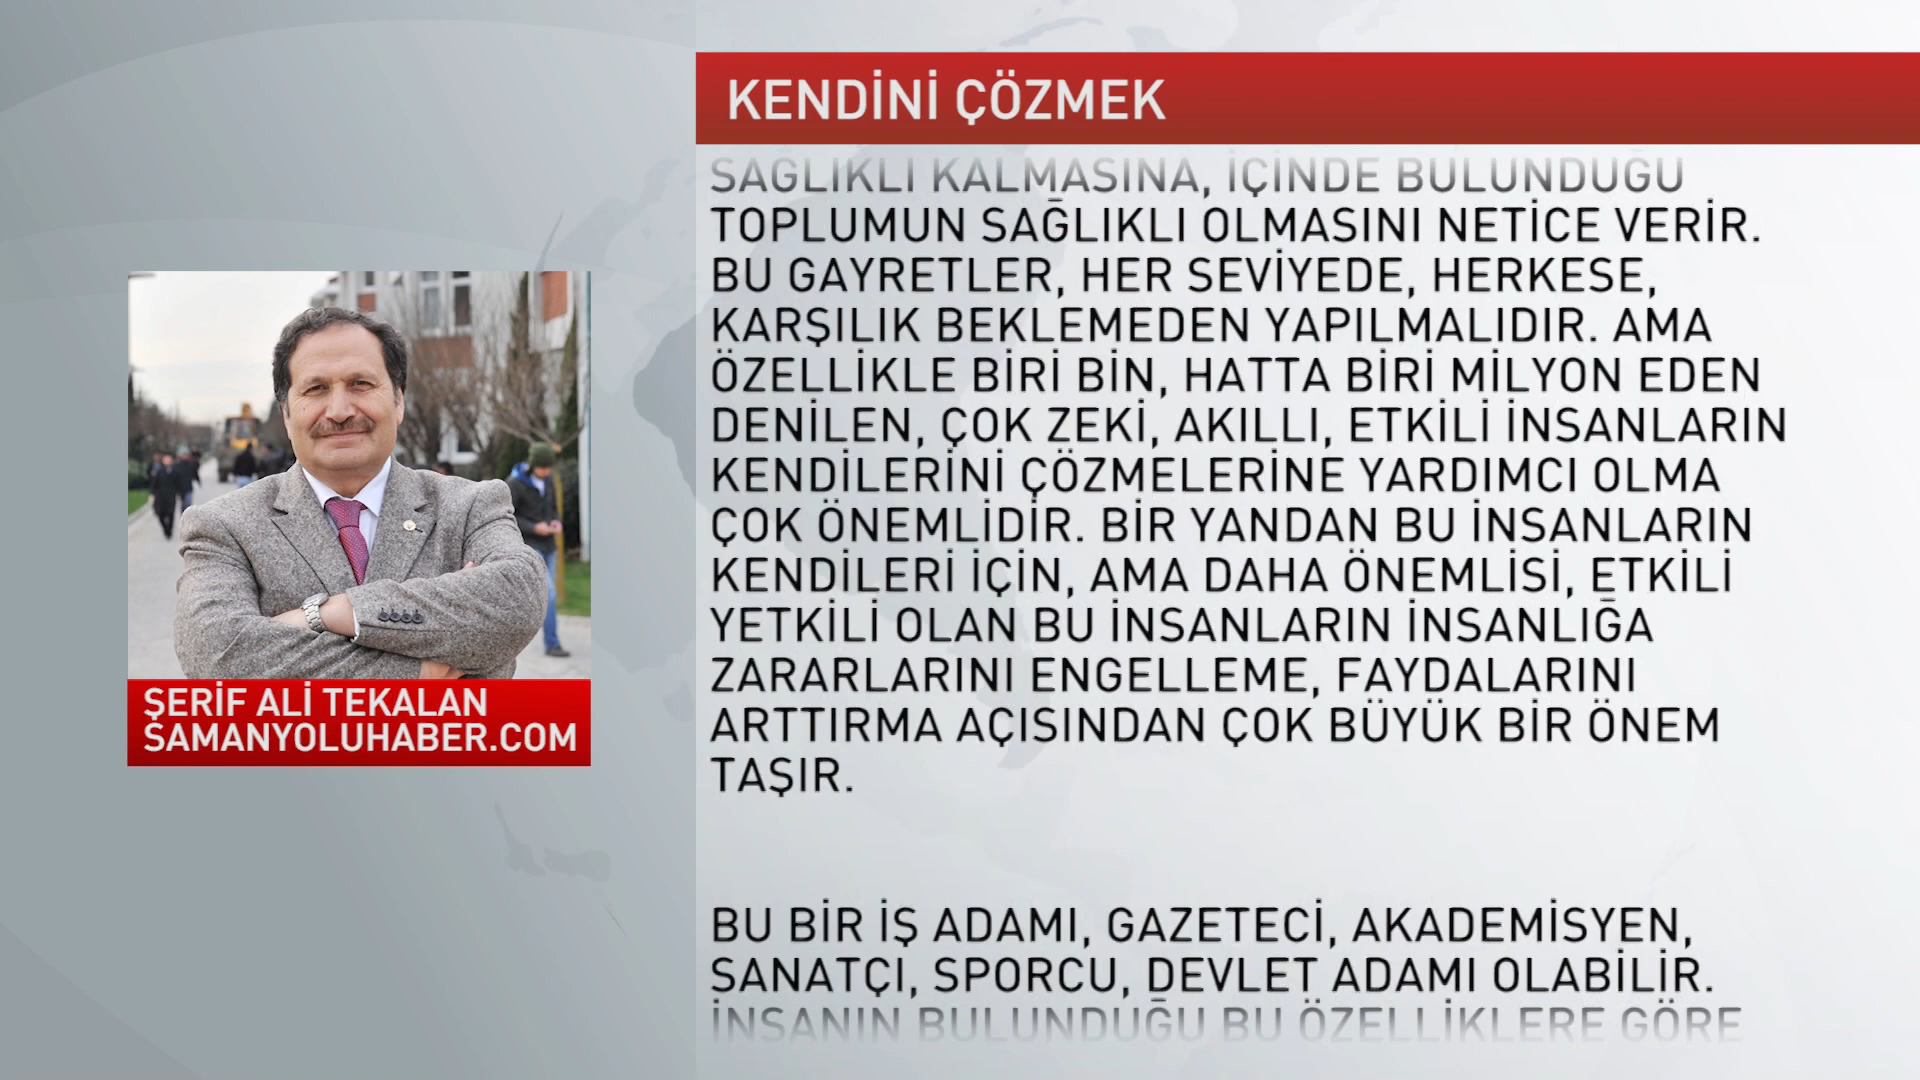 KENDİNİ ÇÖZMEK
SAĞLIKLI KALMASINA, İÇİNDE BULUNDUĞU
TOPLUMUN SAĞLIKLI OLMASINI NETİCE VERİR.
BU GAYRETLER, HER SEVİYEDE, HERKESE,
KARŞILIK BEKLEMEDEN YAPILMALIDIR. AMA
ÖZELLİKLE BİRİ BİN, HATTA BİRİ MİLYON EDEN
DENİLEN, ÇOK ZEKİ, AKILLI, ETKİLİ İNSANLARIN
KENDİLERİNİ ÇÖZMELERİNE YARDIMCI OLMA
ÇOK ÖNEMLİDİR. BİR YANDAN BU İNSANLARIN
KENDİLERİ İÇİN, AMA DAHA ÖNEMLİSİ, ETKİLİ
YETKİLİ OLAN BU İNSANLARIN İNSANLIĞA
ZARARLARINI ENGELLEME, FAYDALARINI
ARTTIRMA AÇISINDAN ÇOK BÜYÜK BİR ÖNEM
TAŞIR.
BU BİR İŞ ADAMI, GAZETECİ, AKADEMİSYEN,
SANATÇI, SPORCU, DEVLET ADAMI OLABİLİR.
İNSANIN BULUNDUĞU BU ÖZELLİKLERE GÖRE
ŞERİF ALİ TEKALAN
SAMANYOLUHABER.COM